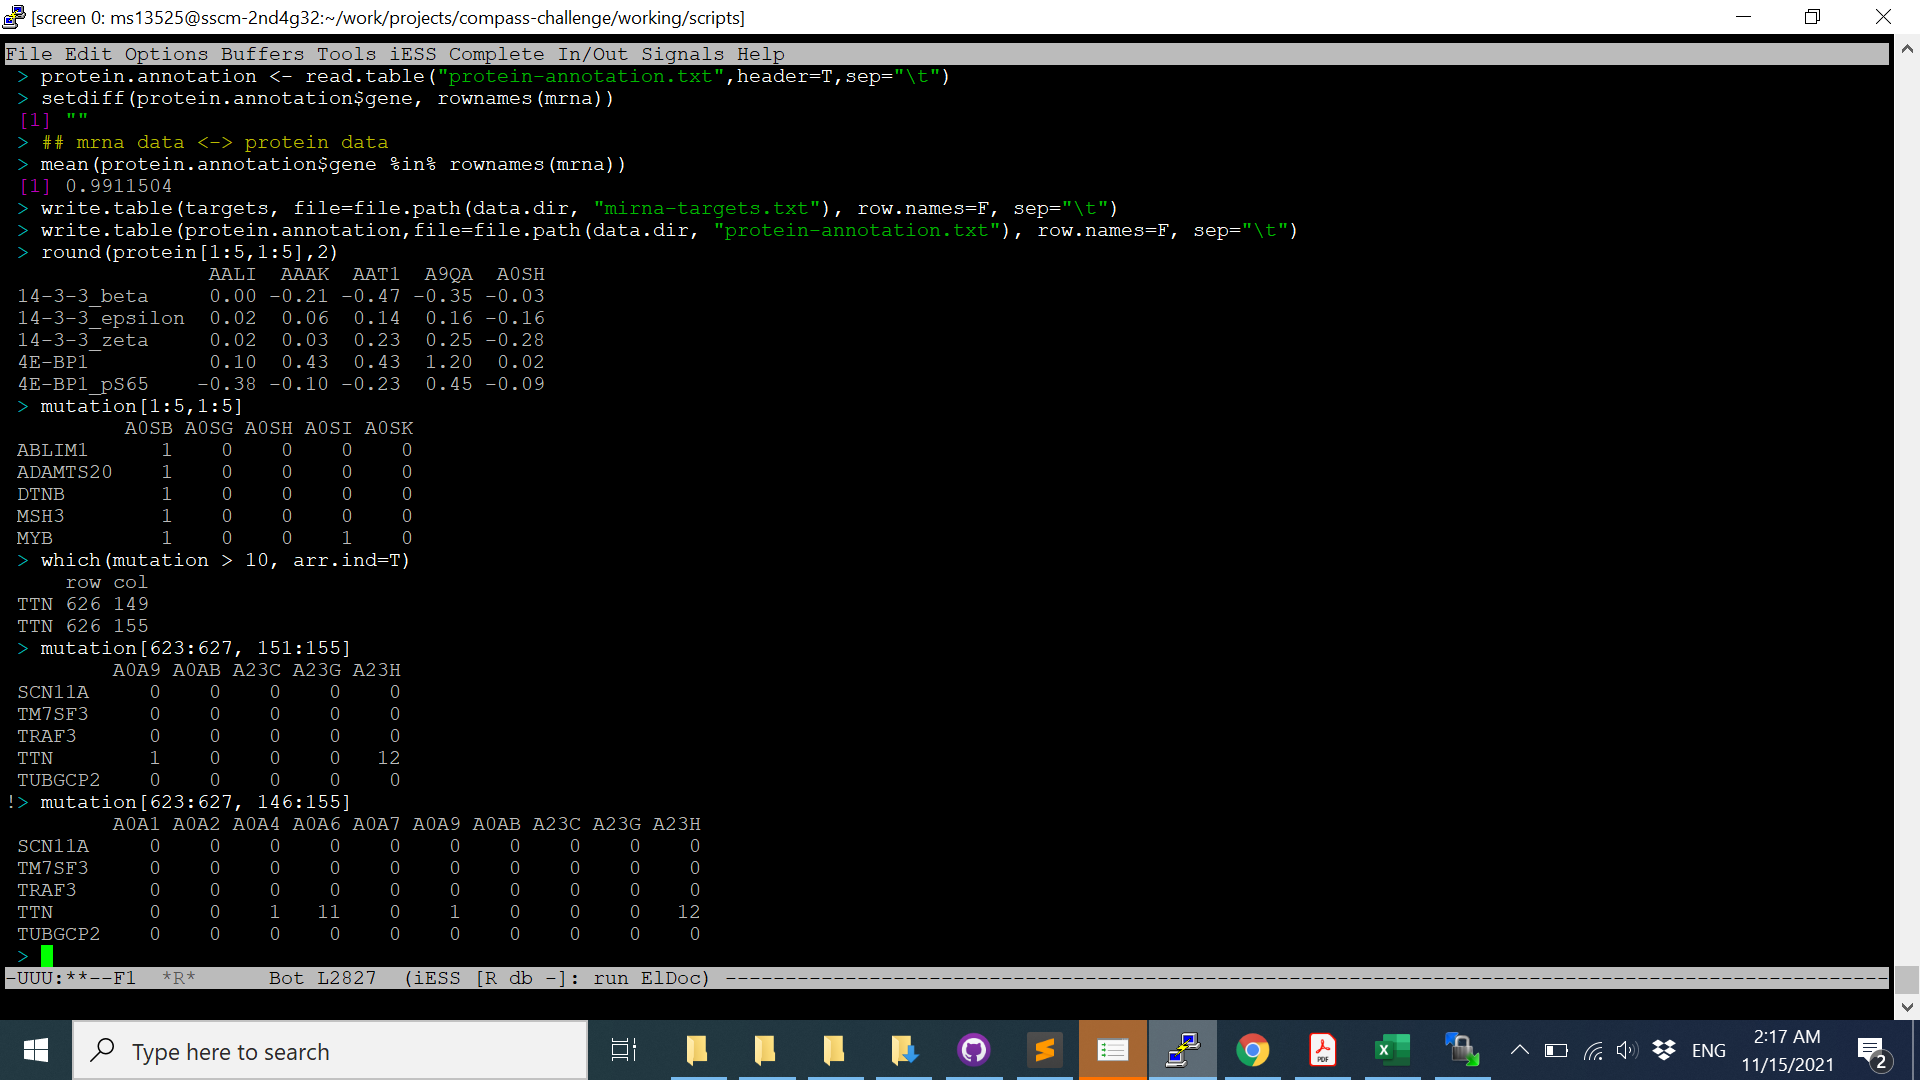 [screen 0: ms13525@sscm-2nd4g32:~/work/projects/compass-challenge/working/scripts]
File Edit Options Buffers Tools iESS Complete In/Out Signals Help
> protein.annotation <- read.table("protein-annotation.txt",header=T,sep="\t")
> setdiff(protein.annotation$gene, rownames(mrna))
[1] ""
> ## mrna data <-> protein data
> mean(protein.annotation$gene %in% rownames(mrna))
[1] 0.9911504
> write.table(targets, file=file.path(data.dir, "mirna-targets.txt"), row.names=F, sep="\t")
> write.table(protein.annotation,file=file.path(data.dir, "protein-annotation.txt"), row.names=F, sep="\t")
> round(protein[1:5,1:5],2)
                AALI  AAAK  AAT1  A9QA  A0SH
14-3-3_beta     0.00 -0.21 -0.47 -0.35 -0.03
14-3-3_epsilon  0.02  0.06  0.14  0.16 -0.16
14-3-3_zeta     0.02  0.03  0.23  0.25 -0.28
4E-BP1          0.10  0.43  0.43  1.20  0.02
4E-BP1_pS65    -0.38 -0.10 -0.23  0.45 -0.09
> mutation[1:5,1:5]
         A0SB A0SG A0SH A0SI A0SK
ABLIM1      1    0    0    0    0
ADAMTS20    1    0    0    0    0
DTNB        1    0    0    0    0
MSH3        1    0    0    0    0
MYB         1    0    0    1    0
> which(mutation > 10, arr.ind=T)
    row col
TTN 626 149
TTN 626 155
> mutation[623:627, 151:155]
        A0A9 A0AB A23C A23G A23H
SCN11A     0    0    0    0    0
TM7SF3     0    0    0    0    0
TRAF3      0    0    0    0    0
TTN        1    0    0    0   12
TUBGCP2    0    0    0    0    0
!> mutation[623:627, 146:155]
        A0A1 A0A2 A0A4 A0A6 A0A7 A0A9 A0AB A23C A23G A23H
SCN11A     0    0    0    0    0    0    0    0    0    0
TM7SF3     0    0    0    0    0    0    0    0    0    0
TRAF3      0    0    0    0    0    0    0    0    0    0
TTN        0    0    1   11    0    1    0    0    0   12
TUBGCP2    0    0    0    0    0    0    0    0    0    0
>
-UUU:**--F1  *R*      Bot L2827  (iESS [R db -]: run ElDoc) --------------------------------------------------------------------------------------------------
Type here to search
ENG
2:17 AM
11/15/2021
2